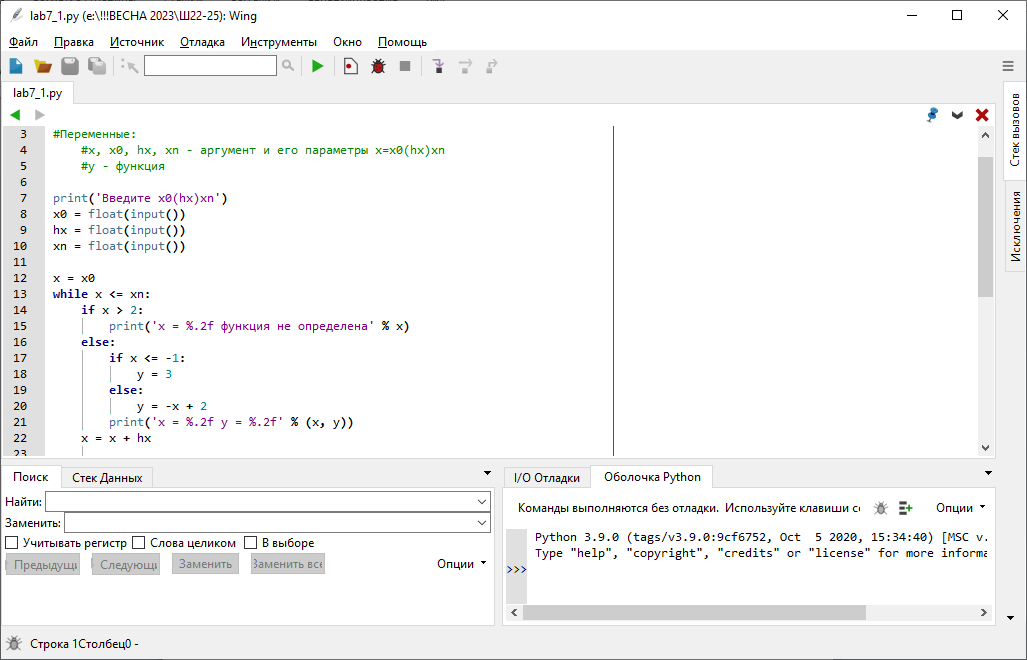 lab7_1.py (e:\!!!ВЕСНА 2023\Ш22-25): Wing
Файл Правка Источник Отладка Инструменты Окно Помощь
lab7_1.py
3 #Переменные:
4 #x, x0, hx, xn - аргумент и его параметры x=x0(hx)xn
5 #y - функция
6
7 print('Введите x0(hx)xn')
8 x0 = float(input())
9 hx = float(input())
10 xn = float(input())
11
12 x = x0
13 while x <= xn:
14 if x > 2:
15 print('x = %.2f функция не определена' % x)
16 else:
17 if x <= -1:
18 y = 3
19 else:
20 y = -x + 2
21 print('x = %.2f y = %.2f' % (x, y))
22 x = x + hx
23
Стек вызовов
Исключения
Поиск Стек Данных
Найти:
Заменить:
Учитывать регистр Слова целиком В выборе
Предыдущи Следующи Заменить Заменить все
Опции
I/O Отладки Оболочка Python
Команды выполняются без отладки. Используйте клавиши со Опции
Python 3.9.0 (tags/v3.9.0:9cf6752, Oct 5 2020, 15:34:40) [MSC v.
Type "help", "copyright", "credits" or "license" for more informa
>>>
Строка 1Столбец0 -